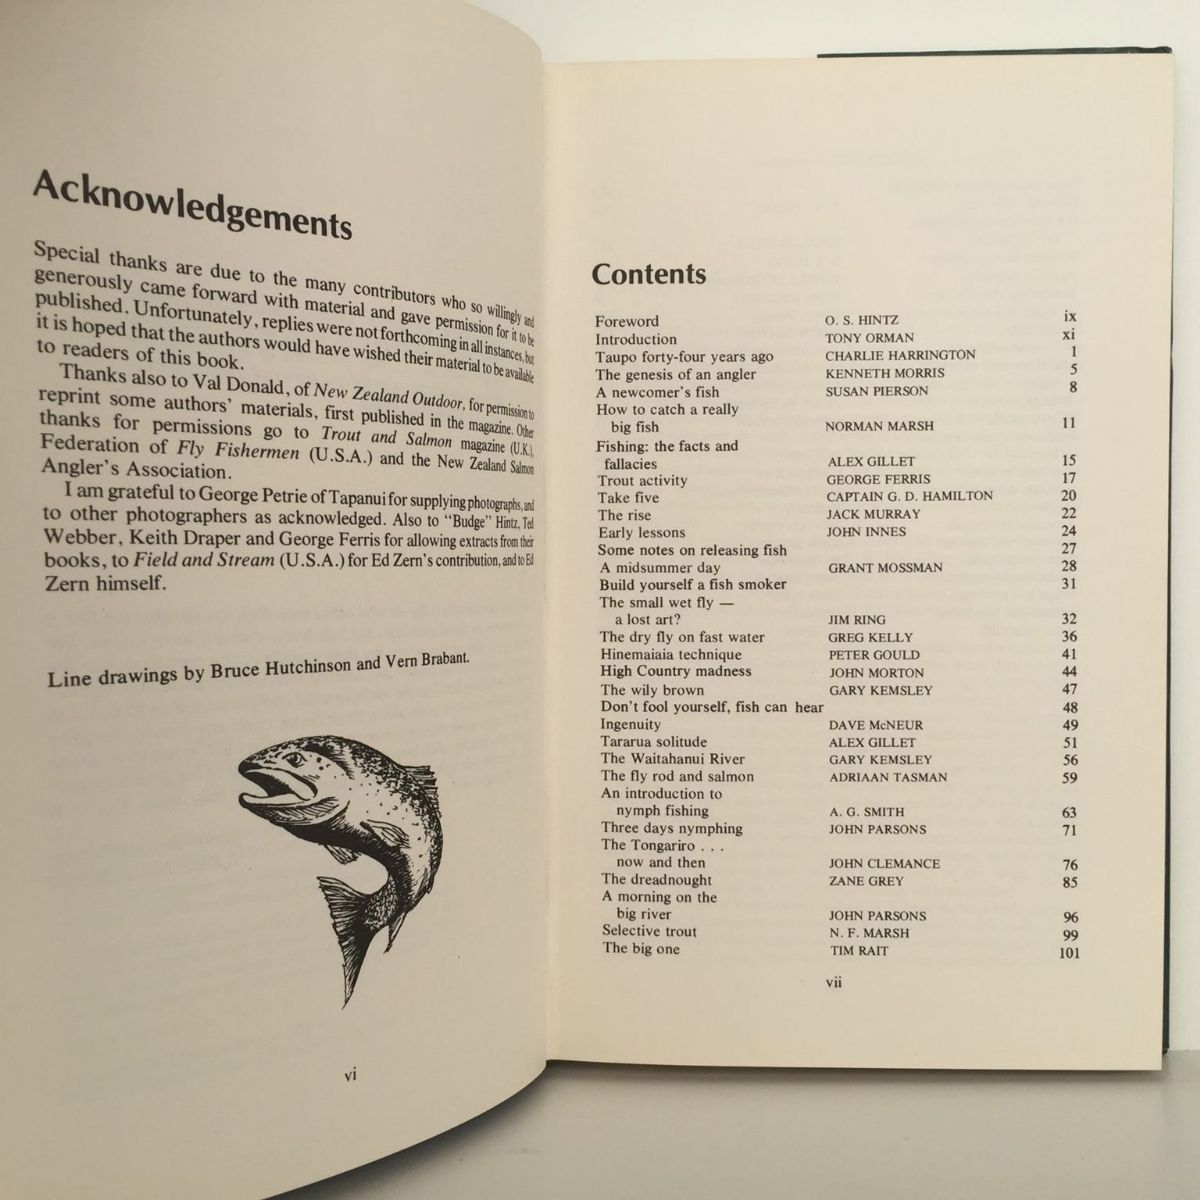 Acknowledgements
Special thanks are due to the many contributors who so willingly and
generously came forward with material and gave permission for it to be
published. Unfortunately, replies were not forthcoming in all instances, but
it is hoped that the authors would have wished their material to be available
to readers of this book.
Thanks also to Val Donald, of New Zealand Outdoor, for permission to
reprint some authors' materials, first published in the magazine. Other
thanks for permissions go to Trout and Salmon magazine (U.K.),
Federation of Fly Fishermen (U.S.A.) and the New Zealand Salmon
Angler's Association.
I am grateful to George Petrie of Tapanui for supplying photographs, and
to other photographers as acknowledged. Also to "Budge" Hintz, Ted
Webber, Keith Draper and George Ferris for allowing extracts from their
books, to Field and Stream (U.S.A.) for Ed Zern's contribution, and to Ed
Zern himself.
Line drawings by Bruce Hutchinson and Vern Brabant.
vi
Contents
Foreword O. S. HINTZ ix
Introduction TONY ORMAN xi
Taupo forty-four years ago CHARLIE HARRINGTON 1
The genesis of an angler KENNETH MORRIS 5
A newcomer's fish SUSAN PIERSON 8
How to catch a really
big fish NORMAN MARSH 11
Fishing: the facts and
fallacies ALEX GILLET 15
Trout activity GEORGE FERRIS 17
Take five CAPTAIN G. D. HAMILTON 20
The rise JACK MURRAY 22
Early lessons JOHN INNES 24
Some notes on releasing fish 27
A midsummer day GRANT MOSSMAN 28
Build yourself a fish smoker 31
The small wet fly —
a lost art? JIM RING 32
The dry fly on fast water GREG KELLY 36
Hinemaiaia technique PETER GOULD 41
High Country madness JOHN MORTON 44
The wily brown GARY KEMSLEY 47
Don't fool yourself, fish can hear 48
Ingenuity DAVE McNEUR 49
Tararua solitude ALEX GILLET 51
The Waitahanui River GARY KEMSLEY 56
The fly rod and salmon ADRIAAN TASMAN 59
An introduction to
nymph fishing A. G. SMITH 63
Three days nymphing JOHN PARSONS 71
The Tongariro . . .
now and then JOHN CLEMANCE 76
The dreadnought ZANE GREY 85
A morning on the
big river JOHN PARSONS 96
Selective trout N. F. MARSH 99
The big one TIM RAIT 101
vii